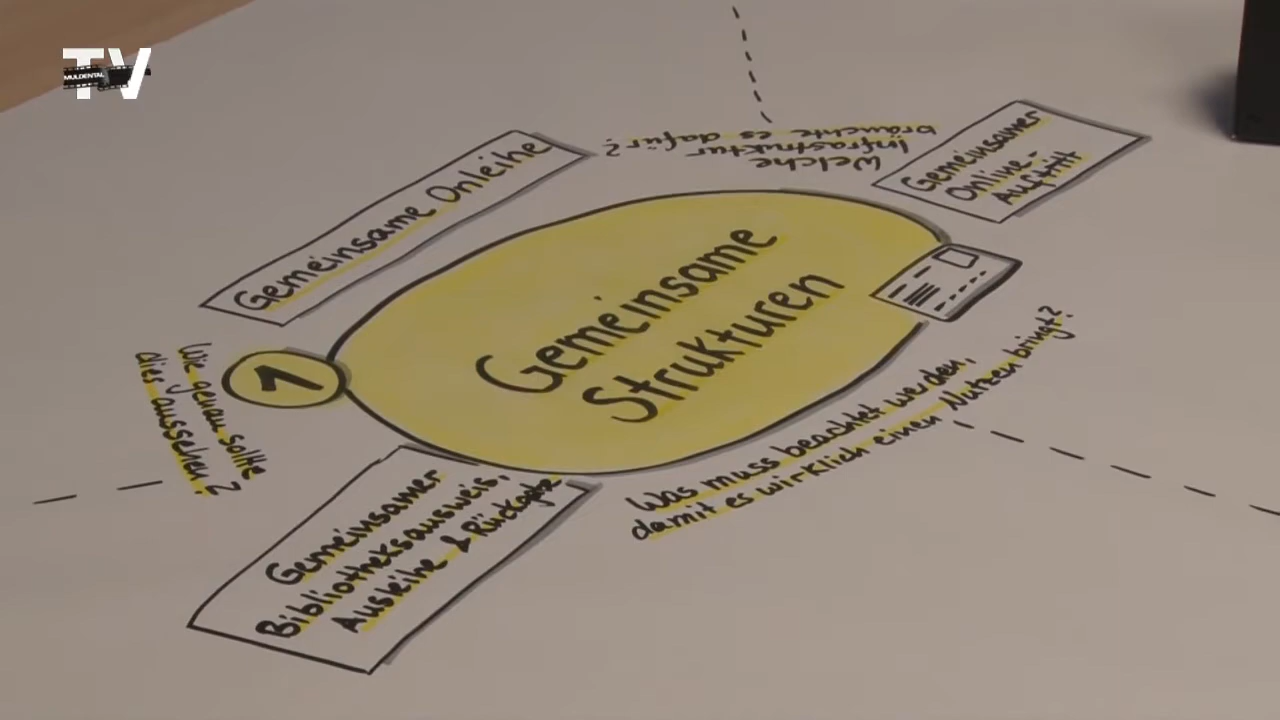 TV
MULDENTAL
Gemeinsame Onleihe
Welche
Infrastruktur
bräuchte es dafür?
Gemeinsamer
Online-
Auftritt
Gemeinsame
Strukturen
1
Wie genau sollte
dies aussehen?
Was muss beachtet werden,
damit es wirklich einen Nutzen bringt?
Gemeinsamer
Bibliotheksausweis,
Ausleihe & Rückgabe